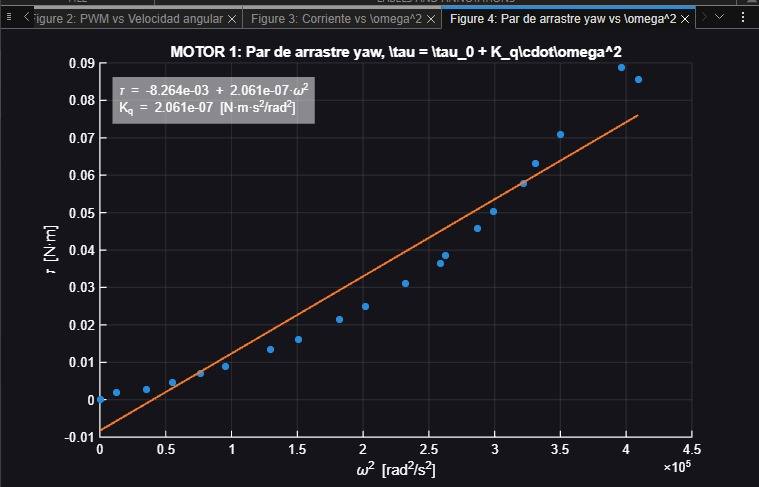 Figure 2: PWM vs Velocidad angular ×
Figure 3: Corriente vs \omega^2 ×
Figure 4: Par de arrastre yaw vs \omega^2 ×
MOTOR 1: Par de arrastre yaw, \tau = \tau_0 + K_q\cdot\omega^2
τ = -8.264e-03 + 2.061e-07·ω²
Kq = 2.061e-07 [N·m·s²/rad²]
0.09
0.08
0.07
0.06
0.05
0.04
0.03
0.02
0.01
0
-0.01
τ [N·m]
0 0.5 1 1.5 2 2.5 3 3.5 4 4.5
×10⁵
ω² [rad²/s²]